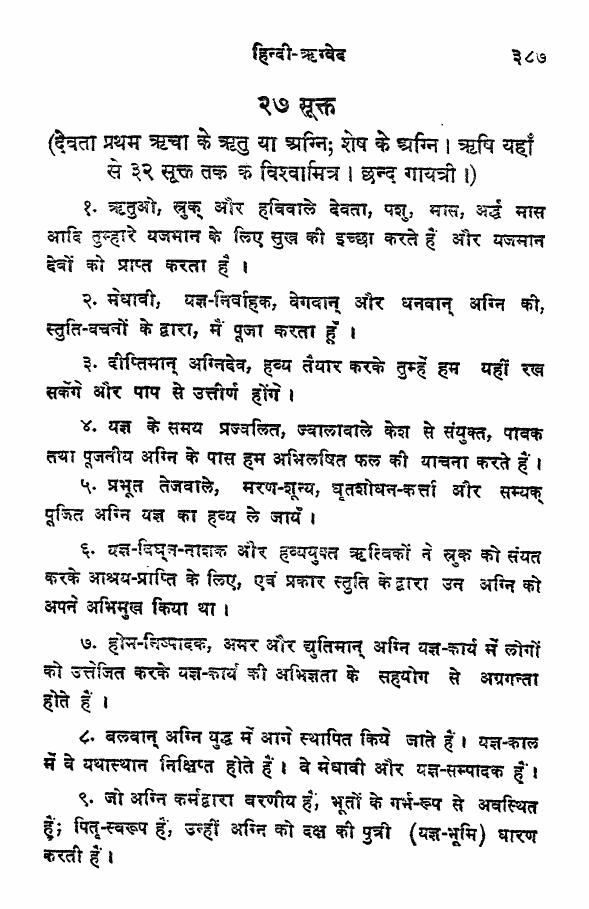 हिन्दी-ऋग्वेद ३८७
२७ सूक्त
(देवता प्रथम ऋचा के ऋतु या अग्नि; शेष के अग्नि। ऋषि यहाँ
से ३२ सूक्त तक के विश्वामित्र। छन्द गायत्री।)
१. ऋतुओ, स्रुक् और हविवाले देवता, पशु, मास, अर्द्ध मास
आदि तुम्हारे यजमान के लिए सुख की इच्छा करते हैं और यजमान
देवों को प्राप्त करता है।
२. मेधावी, यज्ञ-निर्वाहक, वेगवान् और धनवान् अग्नि की,
स्तुति-वचनों के द्वारा, मैं पूजा करता हूँ।
३. दीप्तिमान् अग्निदेव, हव्य तैयार करके तुम्हें हम यहीं रख
सकेंगे और पाप से उत्तीर्ण होंगे।
४. यज्ञ के समय प्रज्वलित, ज्वालावाले केश से संयुक्त, पावक
तथा पूजनीय अग्नि के पास हम अभिलषित फल की याचना करते हैं।
५. प्रभूत तेजवाले, मरण-शून्य, घृतशोधन-कर्त्ता और सम्यक्
पूजित अग्नि यज्ञ का हव्य ले जायँ।
६. यज्ञ-विघ्न-नाशक और हव्ययुक्त ऋत्विकों ने स्रुक को संयत
करके आश्रय-प्राप्ति के लिए, एवं प्रकार स्तुति के द्वारा उन अग्नि को
अपने अभिमुख किया था।
७. होम-निष्पादक, अमर और द्युतिमान् अग्नि यज्ञ-कार्य में लोगों
को उत्तेजित करके यज्ञ-कार्य की अभिज्ञता के सहयोग से अग्रगन्ता
होते हैं।
८. बलवान् अग्नि युद्ध में आगे स्थापित किये जाते हैं। यज्ञ-काल
में वे यथास्थान निक्षिप्त होते हैं। वे मेधावी और यज्ञ-सम्पादक हैं।
९. जो अग्नि कर्मद्वारा वरणीय हैं, भूतों के गर्भ-रूप से अवस्थित
हैं; पितृ-स्वरूप हैं, उन्हीं अग्नि को दक्ष की पुत्री (यज्ञ-भूमि) धारण
करती हैं।